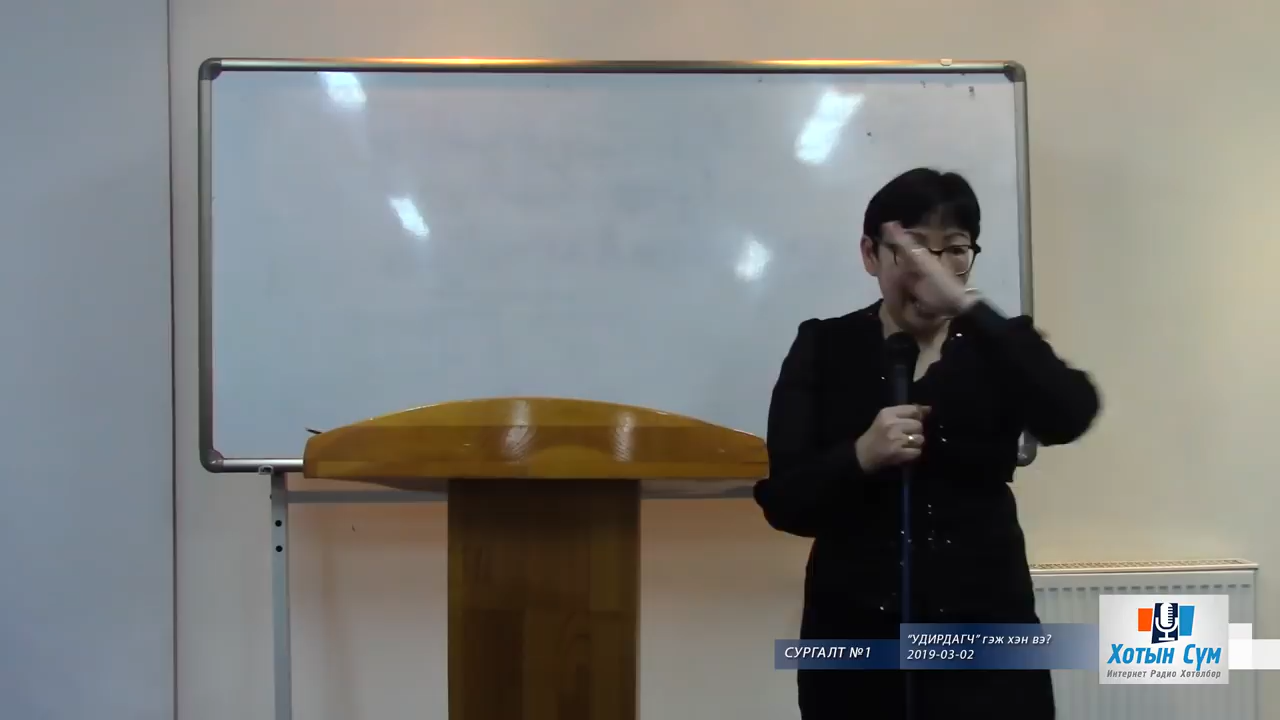 СУРГАЛТ №1
"УДИРДАГЧ" гэж хэн вэ?
2019-03-02
Хотын Сүм
Интернет Радио Хөтөлбөр